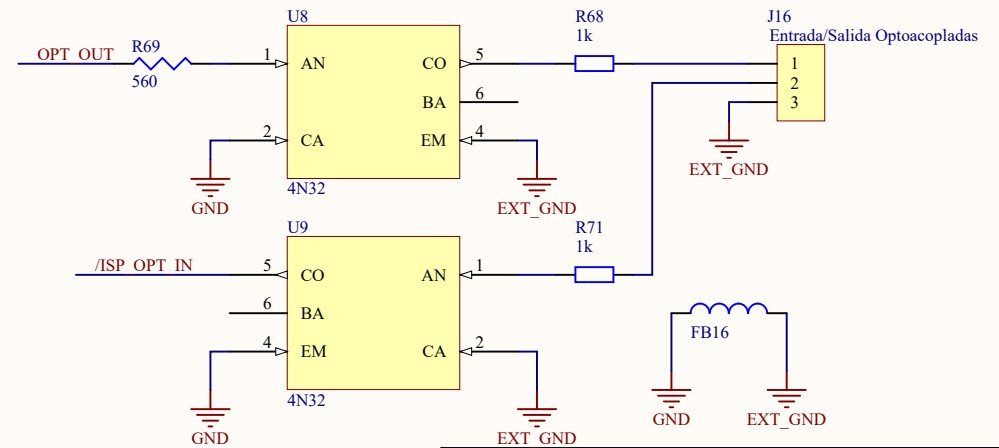 U8
R68
J16
1k
Entrada/Salida Optoacopladas
OPT_OUT
R69
560
1
AN
CO
5
1
2
3
BA
6
2
CA
EM
4
GND
4N32
EXT_GND
EXT_GND
U9
R71
1k
/ISP_OPT_IN
5
CO
AN
1
6
BA
4
EM
CA
2
FB16
GND
4N32
EXT_GND
GND
EXT_GND